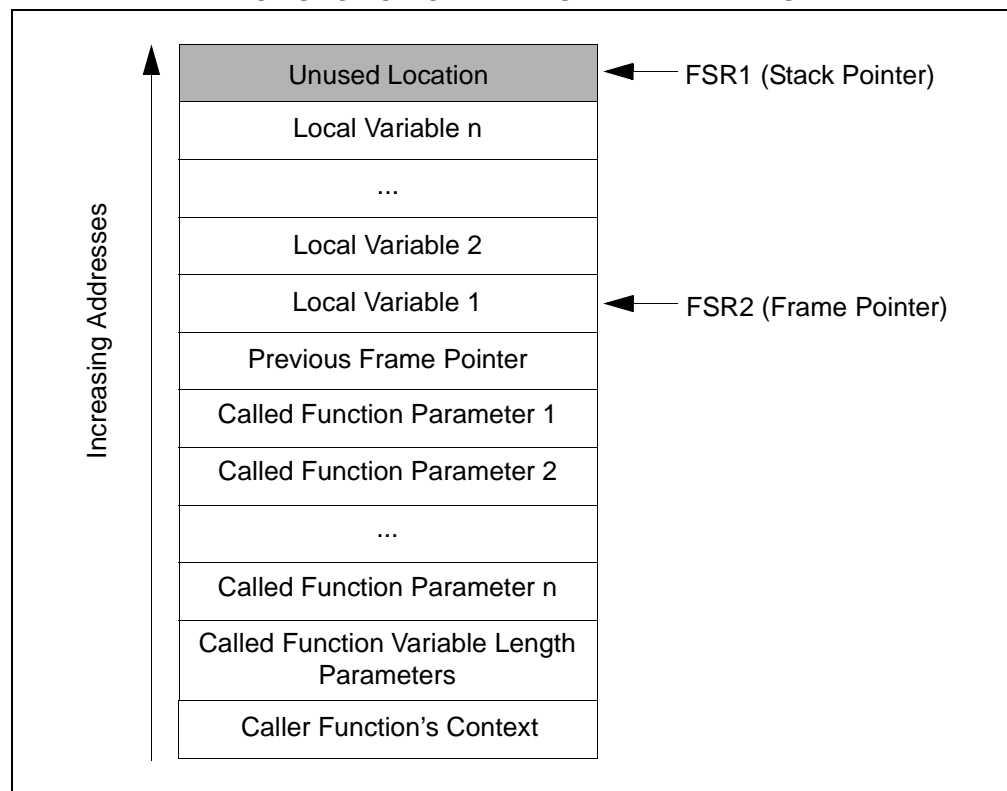 Unused Location
FSR1 (Stack Pointer)
Local Variable n
...
Local Variable 2
Local Variable 1
FSR2 (Frame Pointer)
Previous Frame Pointer
Called Function Parameter 1
Called Function Parameter 2
...
Called Function Parameter n
Called Function Variable Length
Parameters
Caller Function's Context
Increasing Addresses